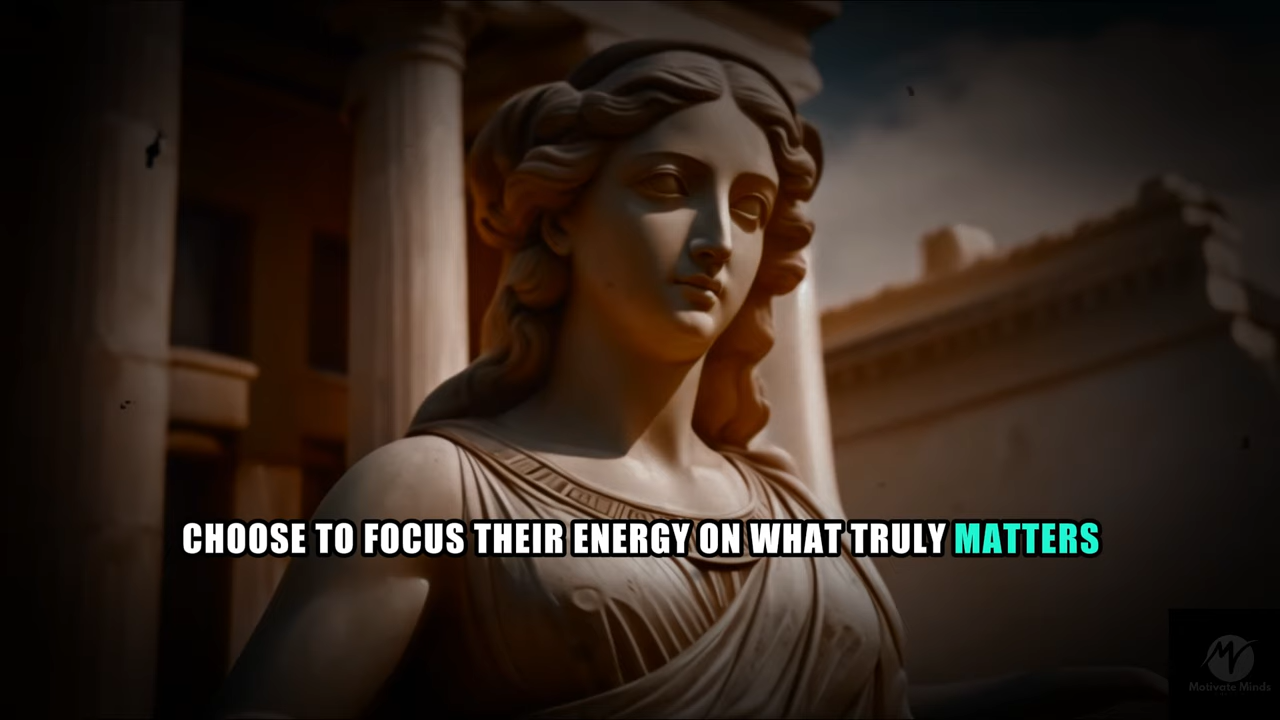 CHOOSE TO FOCUS THEIR ENERGY ON WHAT TRULY MATTERS
Motivate Minds